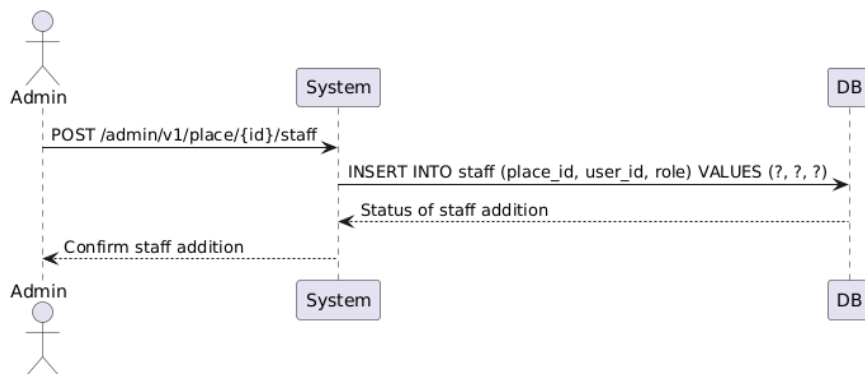 Admin
System
DB
POST /admin/v1/place/{id}/staff
INSERT INTO staff (place_id, user_id, role) VALUES (?, ?, ?)
Status of staff addition
Confirm staff addition
Admin
System
DB